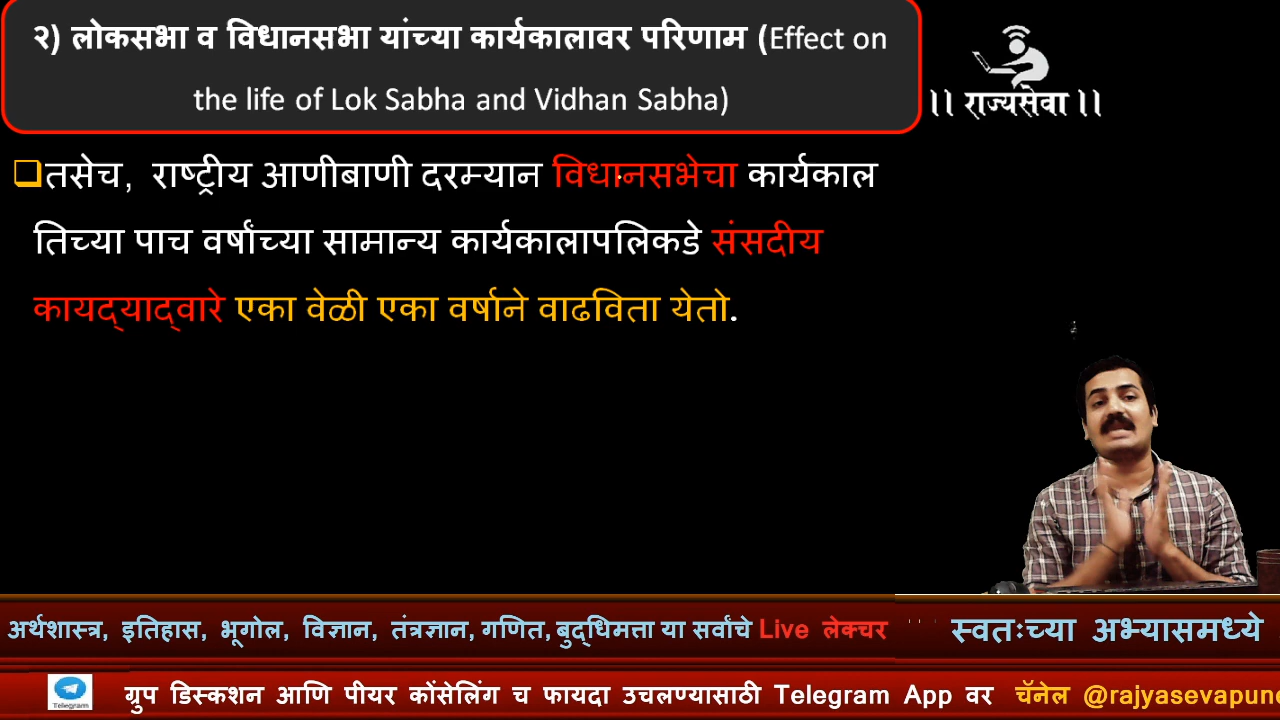 २) लोकसभा व विधानसभा यांच्या कार्यकालावर परिणाम (Effect on
the life of Lok Sabha and Vidhan Sabha)
।। राज्यसेवा ।।
तसेच, राष्ट्रीय आणीबाणी दरम्यान विधानसभेचा कार्यकाल
तिच्या पाच वर्षांच्या सामान्य कार्यकालापलिकडे संसदीय
कायद्याद्वारे एका वेळी एका वर्षाने वाढविता येतो.
अर्थशास्त्र, इतिहास, भूगोल, विज्ञान, तंत्रज्ञान, गणित, बुद्धिमत्ता या सर्वांचे Live लेक्चर ''' स्वतःच्या अभ्यासमध्ये
Telegram ग्रुप डिस्कशन आणि पीयर कोंसेलिंग च फायदा उचलण्यासाठी Telegram App वर चॅनेल @rajyasevapune